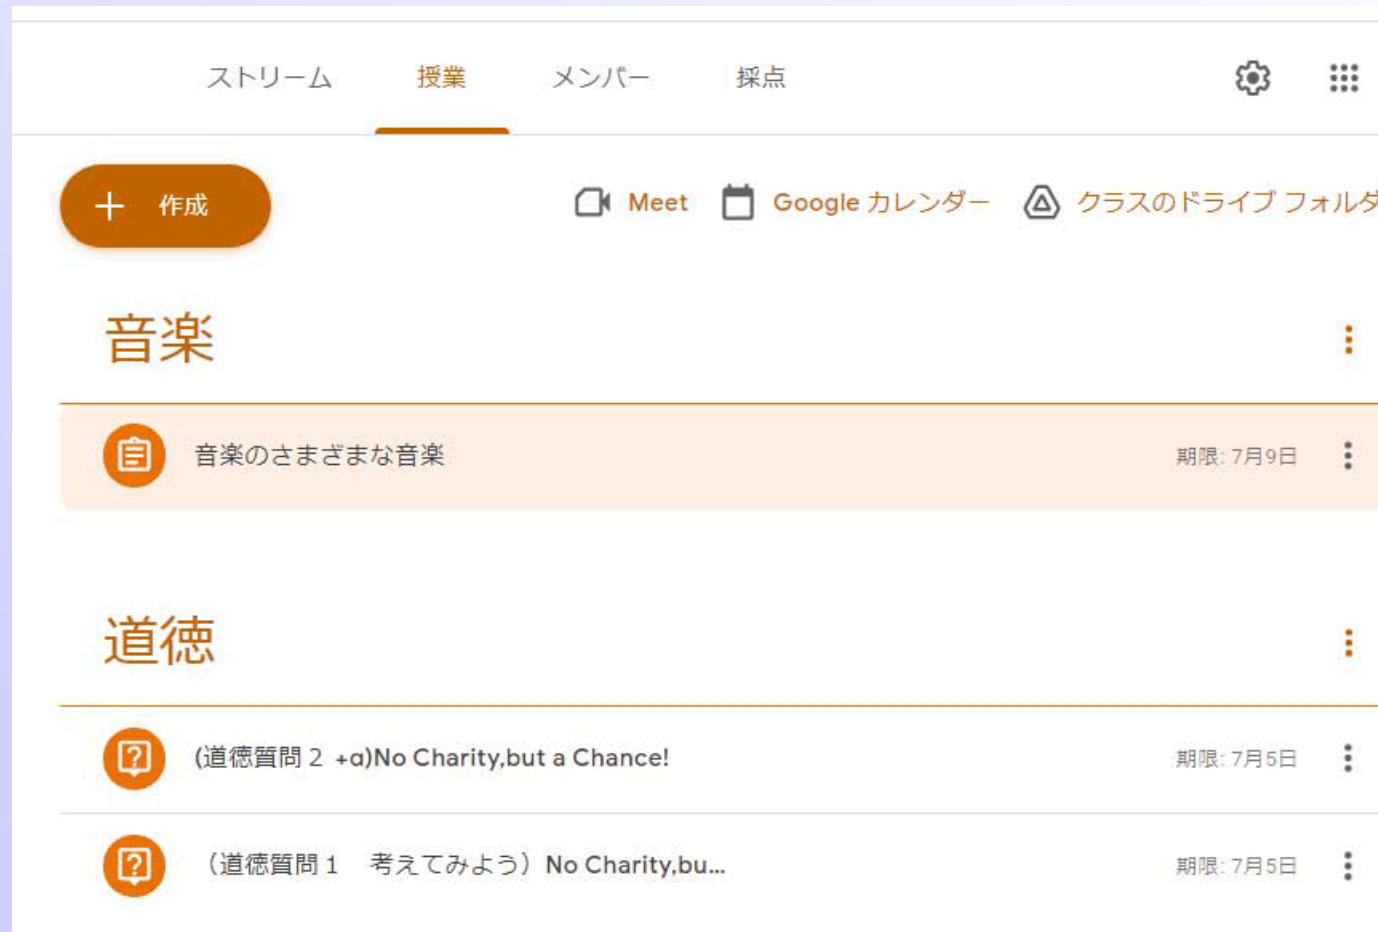 ストリーム 授業 メンバー 採点
作成 Meet Google カレンダー クラスのドライブ フォルダ
音楽
音楽のさまざまな音楽 期限: 7月9日
道徳
(道徳質問２ +α)No Charity,but a Chance! 期限: 7月5日
（道徳質問１　考えてみよう）No Charity,bu... 期限: 7月5日